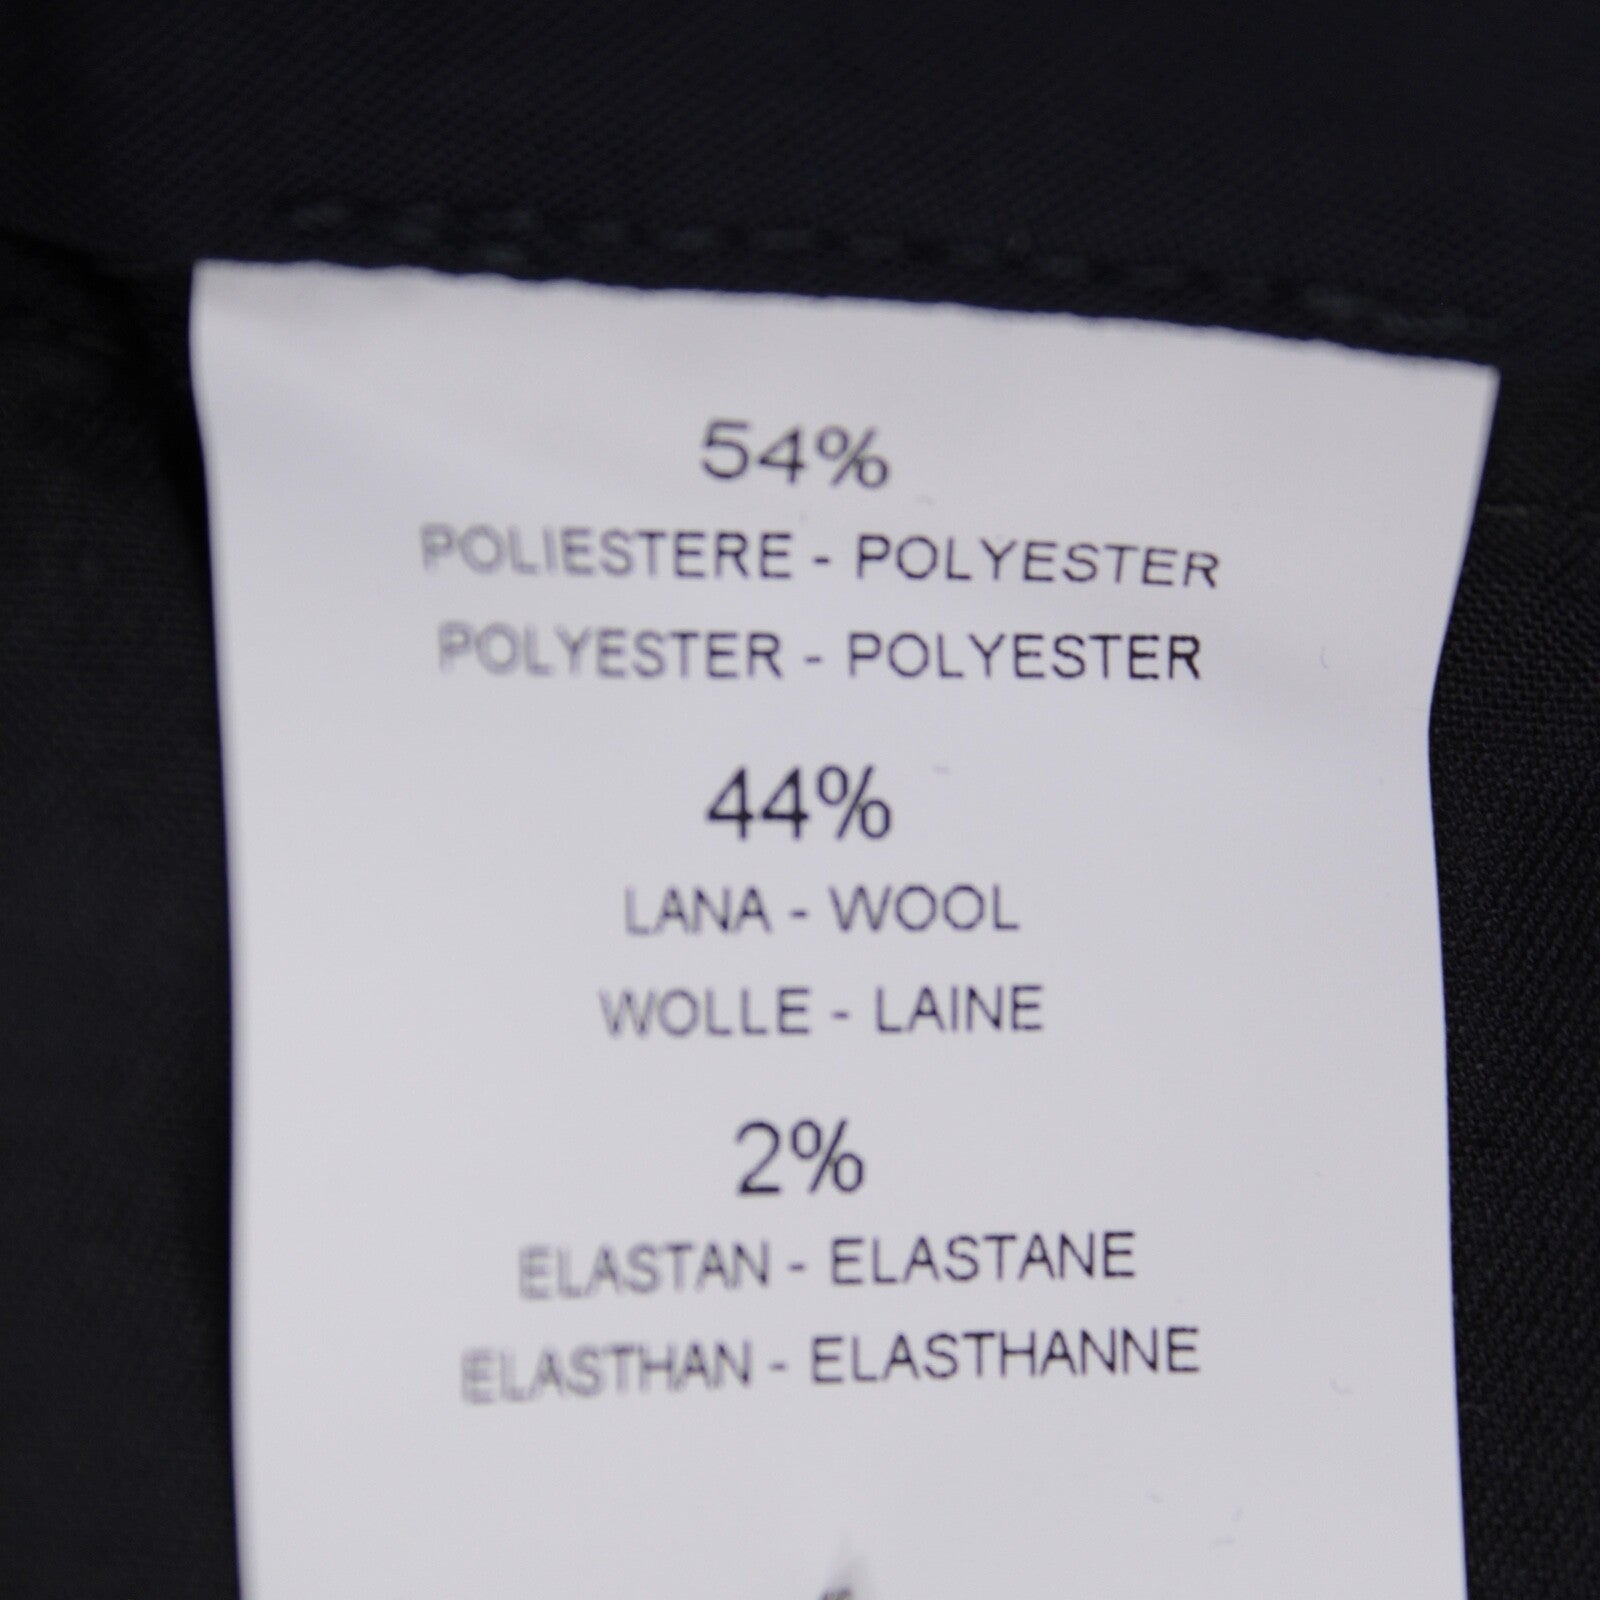 54%
POLIESTERE - POLYESTER
POLYESTER - POLYESTER
44%
LANA - WOOL
WOLLE - LAINE
2%
ELASTAN - ELASTANE
ELASTHAN - ELASTHANNE